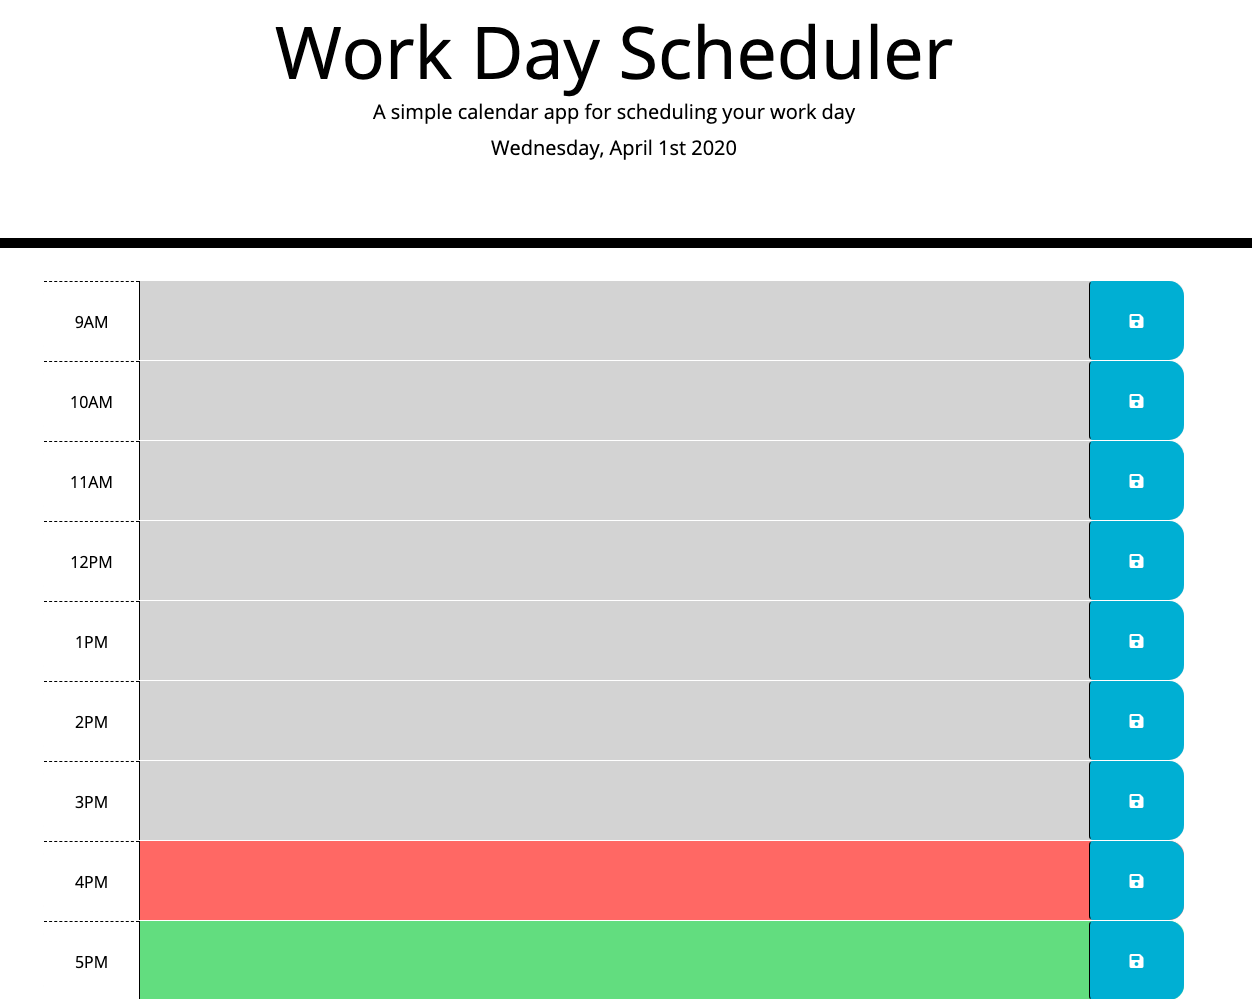 Work Day Scheduler
A simple calendar app for scheduling your work day
Wednesday, April 1st 2020
9AM
10AM
11AM
12PM
1PM
2PM
3PM
4PM
5PM